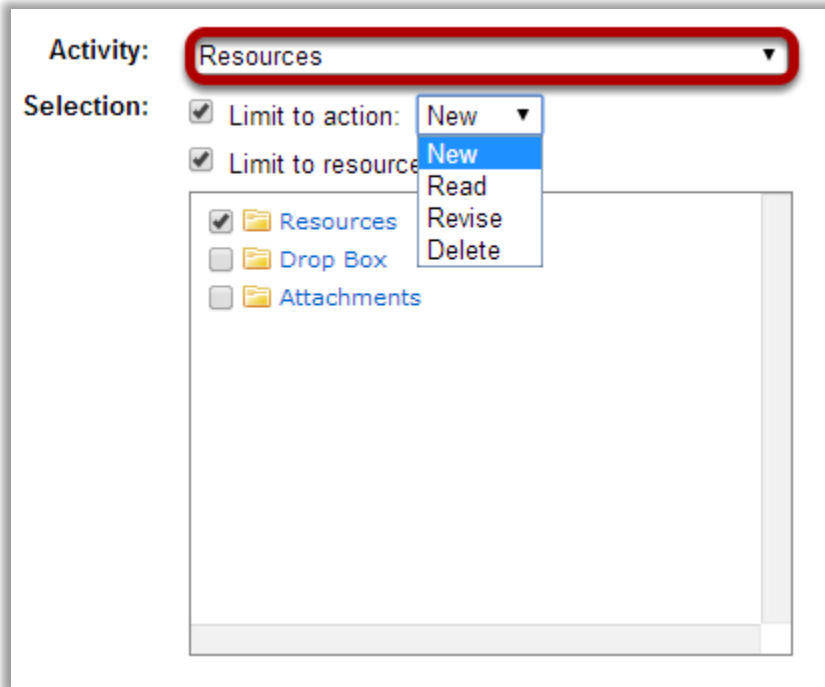 Activity: Resources
Selection: Limit to action: New
Limit to resource
New
Read
Revise
Delete
Resources
Drop Box
Attachments